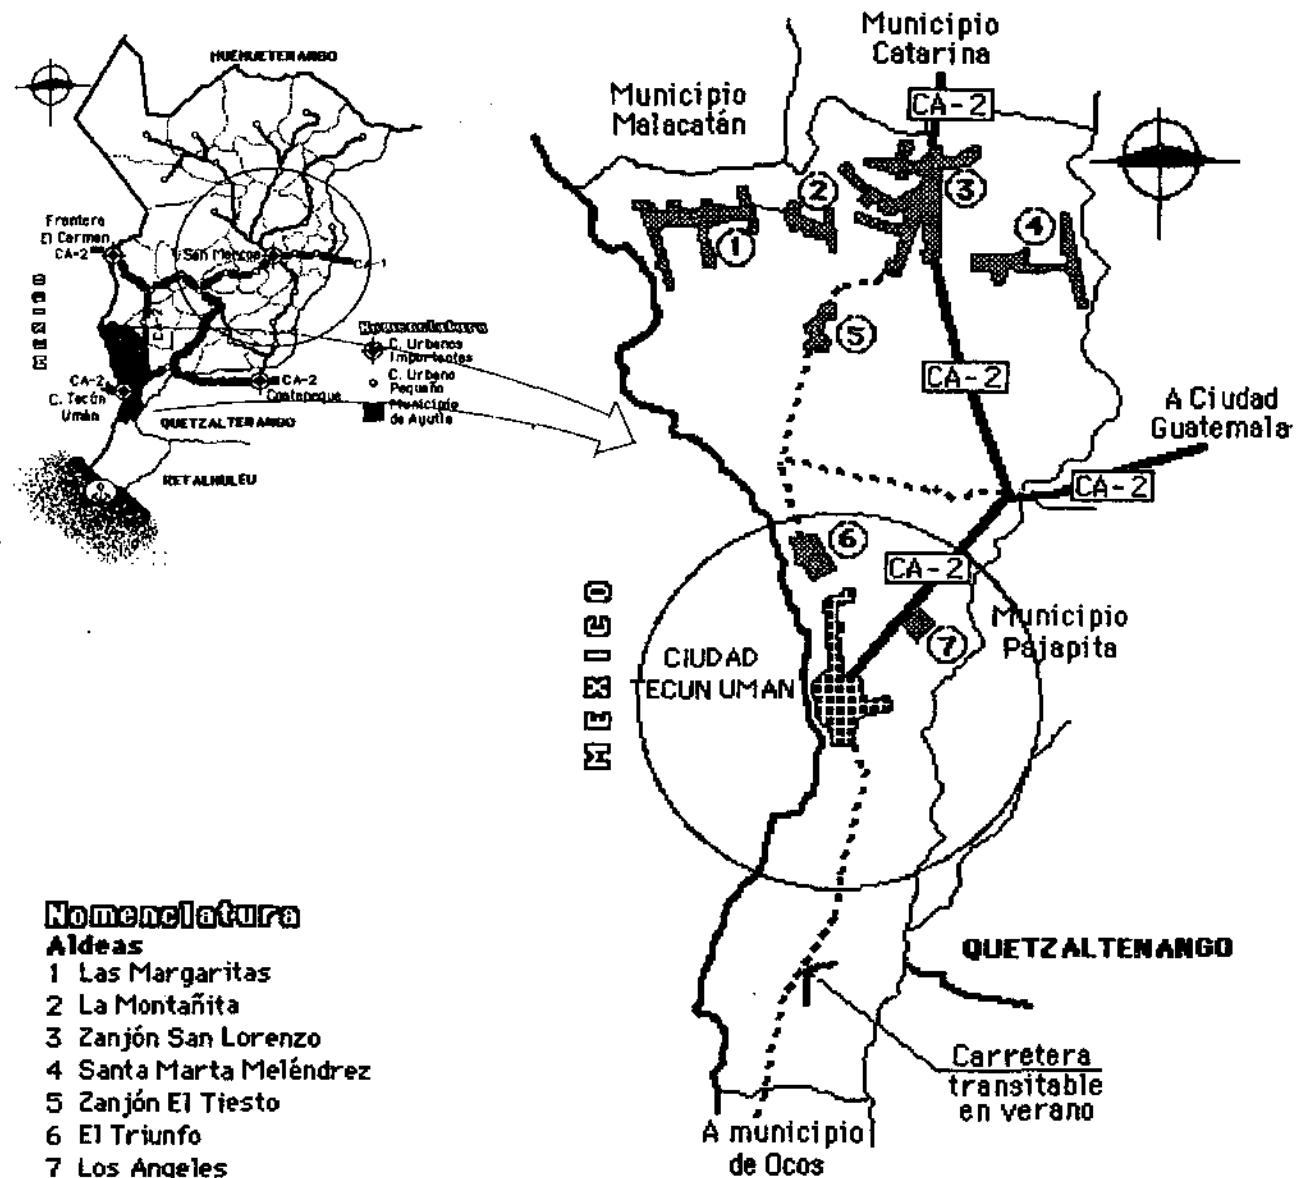 HUEHUETENANGO
Frontera
El Carmen
CA-2
San Marcos
CA-1
CA-2
MEXICO
Nomenclatura
C. Urbanos
Importantes
C. Urbano
Pequeño
Municipio
de Ayutla
CA-2
C. Tecún
Umán
CA-2
Coatepeque
QUETZALTENANGO
RETALHULEU
Municipio
Catarina
CA-2
Municipio
Malacatán
1
2
3
4
5
CA-2
A Ciudad
Guatemala
CA-2
6
CA-2
Municipio
Pajapita
7
MEXICO
CIUDAD
TECUN UMAN
QUETZALTENANGO
Carretera
transitable
en verano
A municipio
de Ocos
Nomenclatura
Aldeas
1 Las Margaritas
2 La Montañita
3 Zanjón San Lorenzo
4 Santa Marta Meléndrez
5 Zanjón El Tiesto
6 El Triunfo
7 Los Angeles